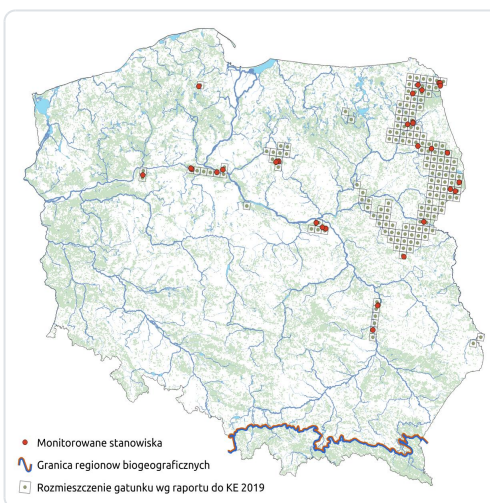 Monitorowane stanowiska
Granica regionow biogeograficznych
Rozmieszczenie gatunku wg raportu do KE 2019